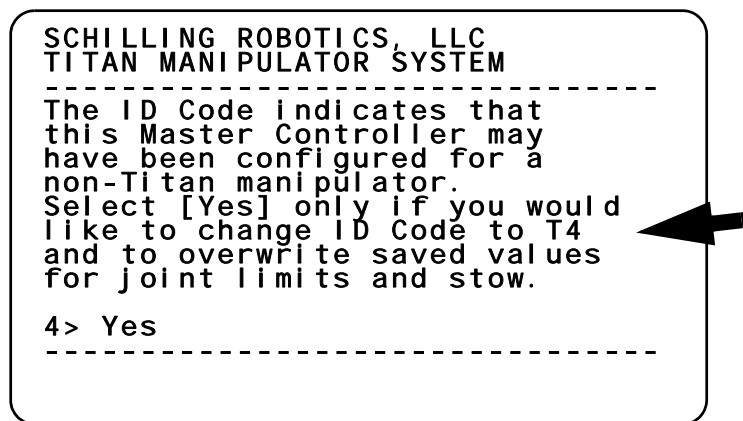 SCHILLING ROBOTICS, LLC
TITAN MANIPULATOR SYSTEM
--------------------------------
The ID Code indicates that
this Master Controller may
have been configured for a
non-Titan manipulator.
Select [Yes] only if you would
like to change ID Code to T4
and to overwrite saved values
for joint limits and stow.
4> Yes
--------------------------------